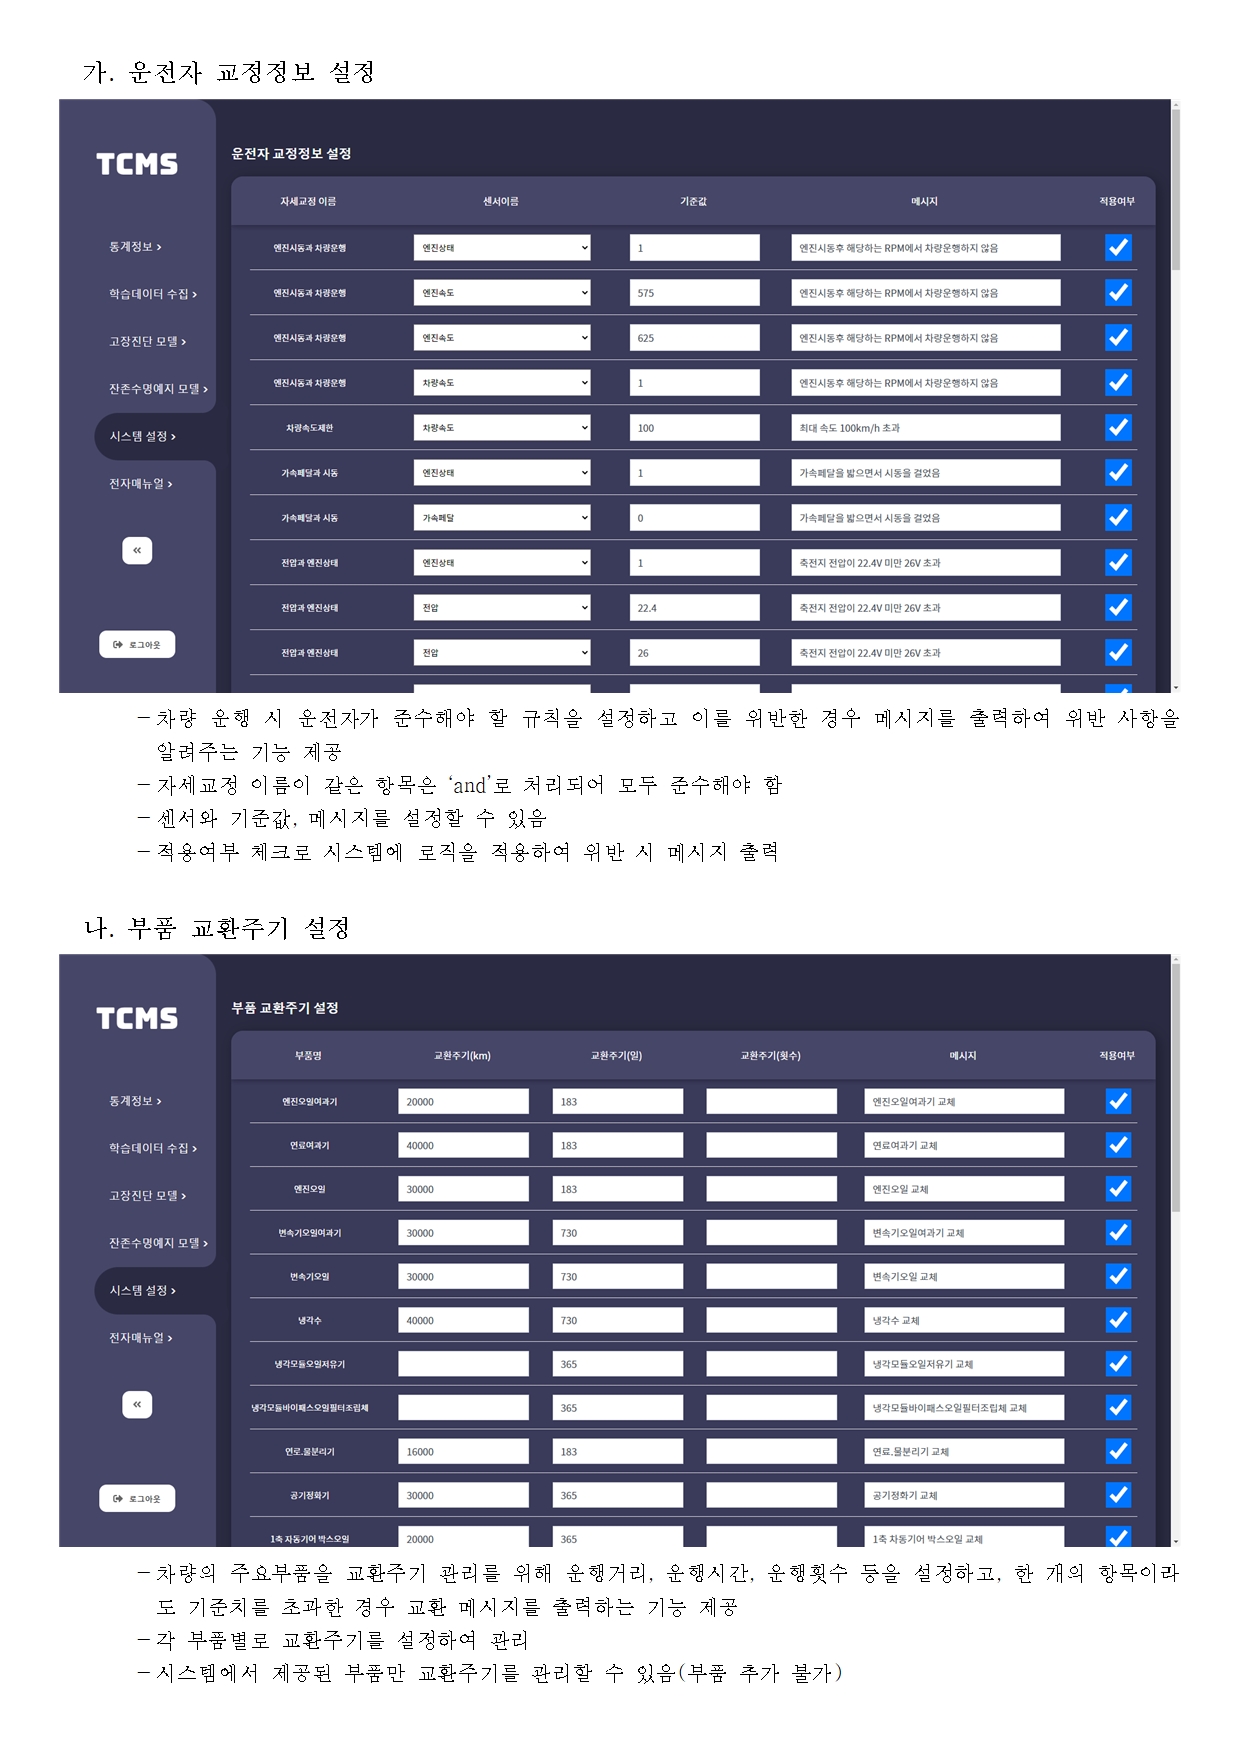 가. 운전자 교정정보 설정
TCMS
통계정보 >
학습데이터 수집 >
고장진단 모델 >
잔존수명예지 모델 >
시스템 설정 >
전자매뉴얼 >
«
로그아웃
운전자 교정정보 설정
자세교정 이름 센서이름 기준값 메시지 적용여부
엔진시동과 차량운행 엔진상태 1 엔진시동후 해당하는 RPM에서 차량운행하지 않음
엔진시동과 차량운행 엔진속도 575 엔진시동후 해당하는 RPM에서 차량운행하지 않음
엔진시동과 차량운행 엔진속도 625 엔진시동후 해당하는 RPM에서 차량운행하지 않음
엔진시동과 차량운행 차량속도 1 엔진시동후 해당하는 RPM에서 차량운행하지 않음
차량속도제한 차량속도 100 최대 속도 100km/h 초과
가속페달과 시동 엔진상태 1 가속페달을 밟으면서 시동을 걸었음
가속페달과 시동 가속페달 0 가속페달을 밟으면서 시동을 걸었음
전압과 엔진상태 엔진상태 1 축전지 전압이 22.4V 미만 26V 초과
전압과 엔진상태 전압 22.4 축전지 전압이 22.4V 미만 26V 초과
전압과 엔진상태 전압 26 축전지 전압이 22.4V 미만 26V 초과
– 차량 운행 시 운전자가 준수해야 할 규칙을 설정하고 이를 위반한 경우 메시지를 출력하여 위반 사항을
알려주는 기능 제공
– 자세교정 이름이 같은 항목은 ‘and’로 처리되어 모두 준수해야 함
– 센서와 기준값, 메시지를 설정할 수 있음
– 적용여부 체크로 시스템에 로직을 적용하여 위반 시 메시지 출력
나. 부품 교환주기 설정
TCMS
통계정보 >
학습데이터 수집 >
고장진단 모델 >
잔존수명예지 모델 >
시스템 설정 >
전자매뉴얼 >
«
로그아웃
부품 교환주기 설정
부품명 교환주기(km) 교환주기(일) 교환주기(횟수) 메시지 적용여부
엔진오일여과기 20000 183 엔진오일여과기 교체
연료여과기 40000 183 연료여과기 교체
엔진오일 30000 183 엔진오일 교체
변속기오일여과기 30000 730 변속기오일여과기 교체
변속기오일 30000 730 변속기오일 교체
냉각수 40000 730 냉각수 교체
냉각모듈오일저유기 365 냉각모듈오일저유기 교체
냉각모듈바이패스오일필터조립체 365 냉각모듈바이패스오일필터조립체 교체
연로.물분리기 16000 183 연료.물분리기 교체
공기정화기 30000 365 공기정화기 교체
1축 자동기어 박스오일 20000 365 1축 차동기어 박스오일 교체
– 차량의 주요부품을 교환주기 관리를 위해 운행거리, 운행시간, 운행횟수 등을 설정하고, 한 개의 항목이라
도 기준치를 초과한 경우 교환 메시지를 출력하는 기능 제공
– 각 부품별로 교환주기를 설정하여 관리
– 시스템에서 제공된 부품만 교환주기를 관리할 수 있음(부품 추가 불가)